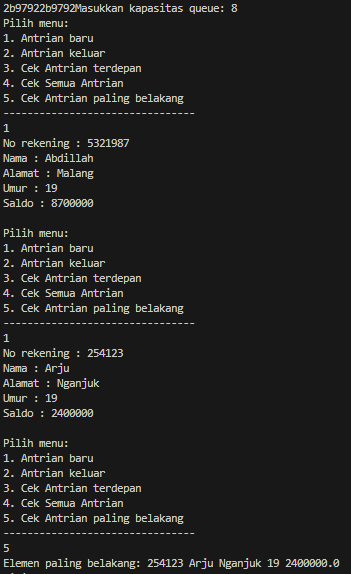 2b97922b9792Masukkan kapasitas queue: 8
Pilih menu:
1. Antrian baru
2. Antrian keluar
3. Cek Antrian terdepan
4. Cek Semua Antrian
5. Cek Antrian paling belakang
--------------------------------
1
No rekening : 5321987
Nama : Abdillah
Alamat : Malang
Umur : 19
Saldo : 8700000

Pilih menu:
1. Antrian baru
2. Antrian keluar
3. Cek Antrian terdepan
4. Cek Semua Antrian
5. Cek Antrian paling belakang
--------------------------------
1
No rekening : 254123
Nama : Arju
Alamat : Nganjuk
Umur : 19
Saldo : 2400000

Pilih menu:
1. Antrian baru
2. Antrian keluar
3. Cek Antrian terdepan
4. Cek Semua Antrian
5. Cek Antrian paling belakang
--------------------------------
5
Elemen paling belakang: 254123 Arju Nganjuk 19 2400000.0